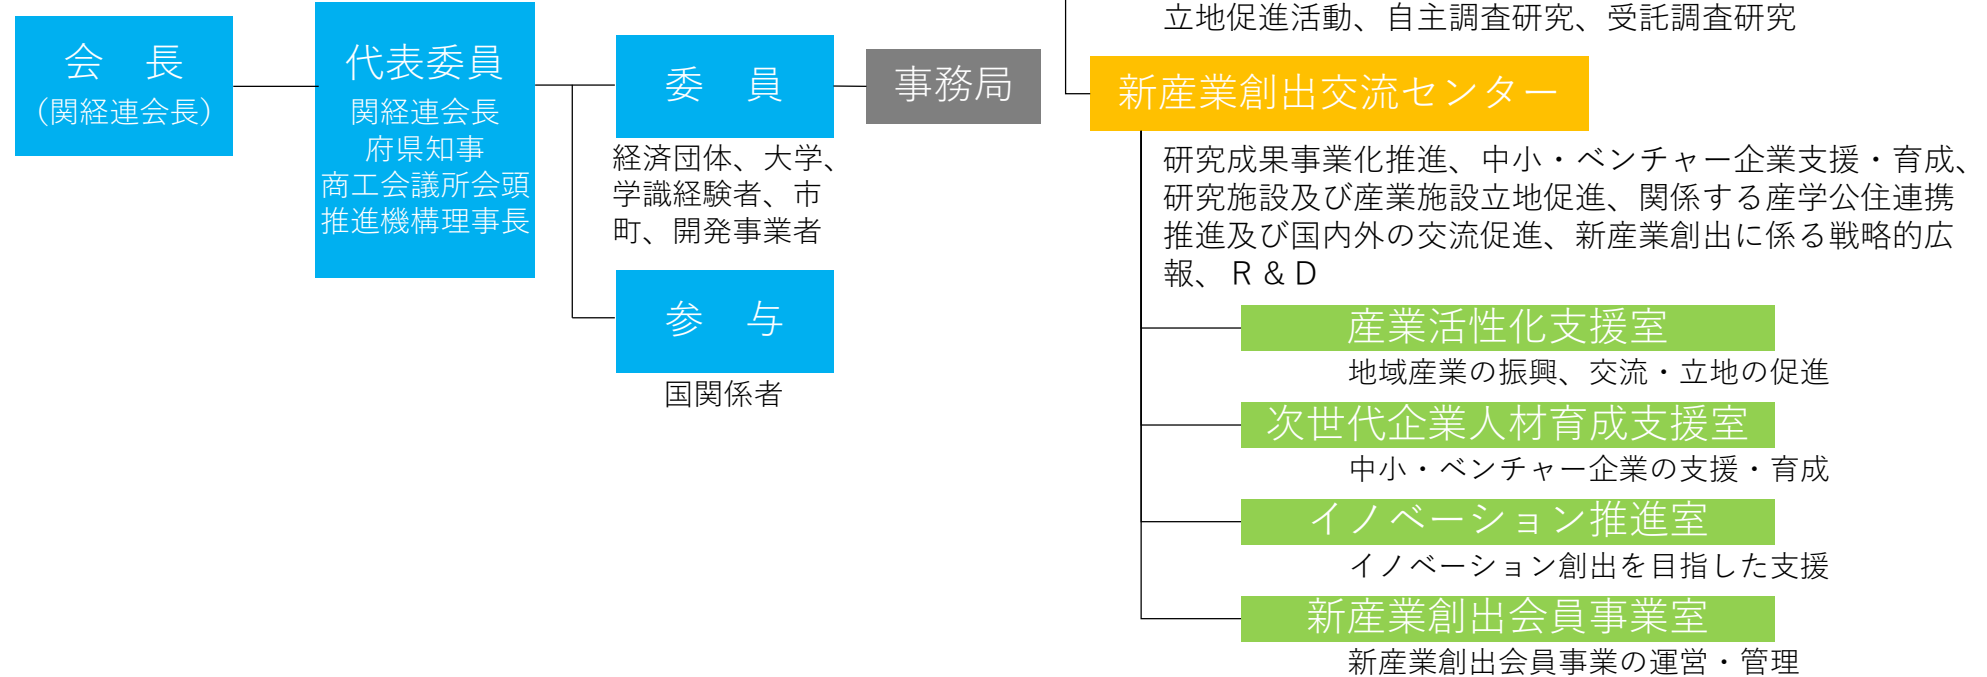 会　長
（関経連会長）
代表委員
関経連会長
府県知事
商工会議所会頭
推進機構理事長
委　員
経済団体、大学、
学識経験者、市
町、開発事業者
参　与
国関係者
事務局
立地促進活動、自主調査研究、受託調査研究
新産業創出交流センター
研究成果事業化推進、中小・ベンチャー企業支援・育成、
研究施設及び産業施設立地促進、関係する産学公住連携
推進及び国内外の交流促進、新産業創出に係る戦略的広
報、Ｒ＆Ｄ
産業活性化支援室
地域産業の振興、交流・立地の促進
次世代企業人材育成支援室
中小・ベンチャー企業の支援・育成
イノベーション推進室
イノベーション創出を目指した支援
新産業創出会員事業室
新産業創出会員事業の運営・管理